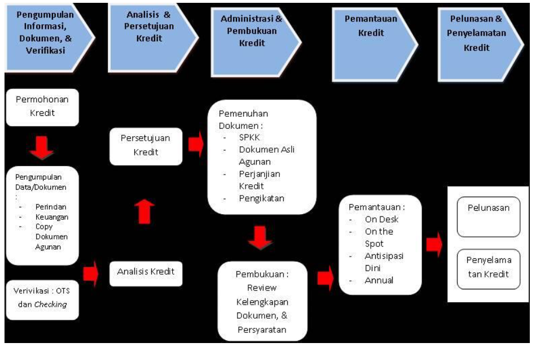 Pengumpulan
Informasi,
Dokumen, &
Verifikasi
Analisis &
Persetujuan
Kredit
Administrasi &
Pembukuan
Kredit
Pemantauan
Kredit
Pelunasan &
Penyelamatan
Kredit
Permohonan
Kredit
Pengumpulan
Data/Dokumen
:
- Perindan
- Keuangan
- Copy
Dokumen
Agunan
Verivikasi : OTS
dan Checking
Persetujuan
Kredit
Analisis Kredit
Pemenuhan
Dokumen :
- SPKK
- Dokumen Asli
Agunan
- Perjanjian
Kredit
- Pengikatan
Pembukuan :
Review
Kelengkapan
Dokumen, &
Persyaratan
Pemantauan :
- On Desk
- On the
Spot
- Antisipasi
Dini
- Annual
Pelunasan
Penyelama
tan Kredit